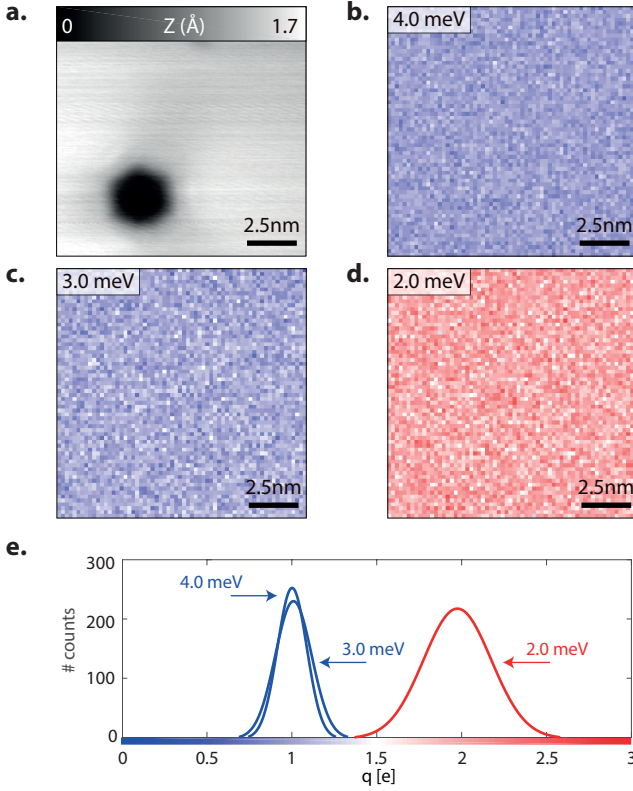 a.
0 Z (Å) 1.7
2.5nm
b.
4.0 meV
2.5nm
c.
3.0 meV
2.5nm
d.
2.0 meV
2.5nm
e.
300
200
100
0
# counts
4.0 meV
3.0 meV
2.0 meV
0 0.5 1 1.5 2 2.5 3
q [e]